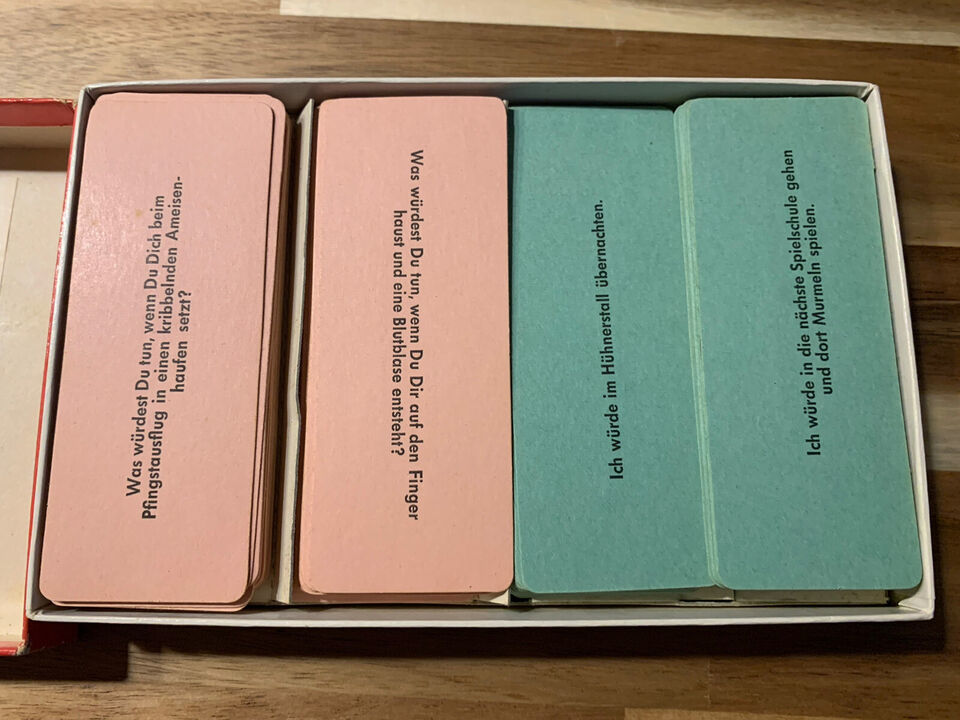 Was würdest Du tun, wenn Du Dich beim
Pfingstausflug in einen kribbelnden Ameisen-
haufen setzt?
Was würdest Du tun, wenn Du Dir auf den Finger
haust und eine Blutblase entsteht?
Ich würde im Hühnerstall übernachten.
Ich würde in die nächste Spielschule gehen
und dort Murmeln spielen.